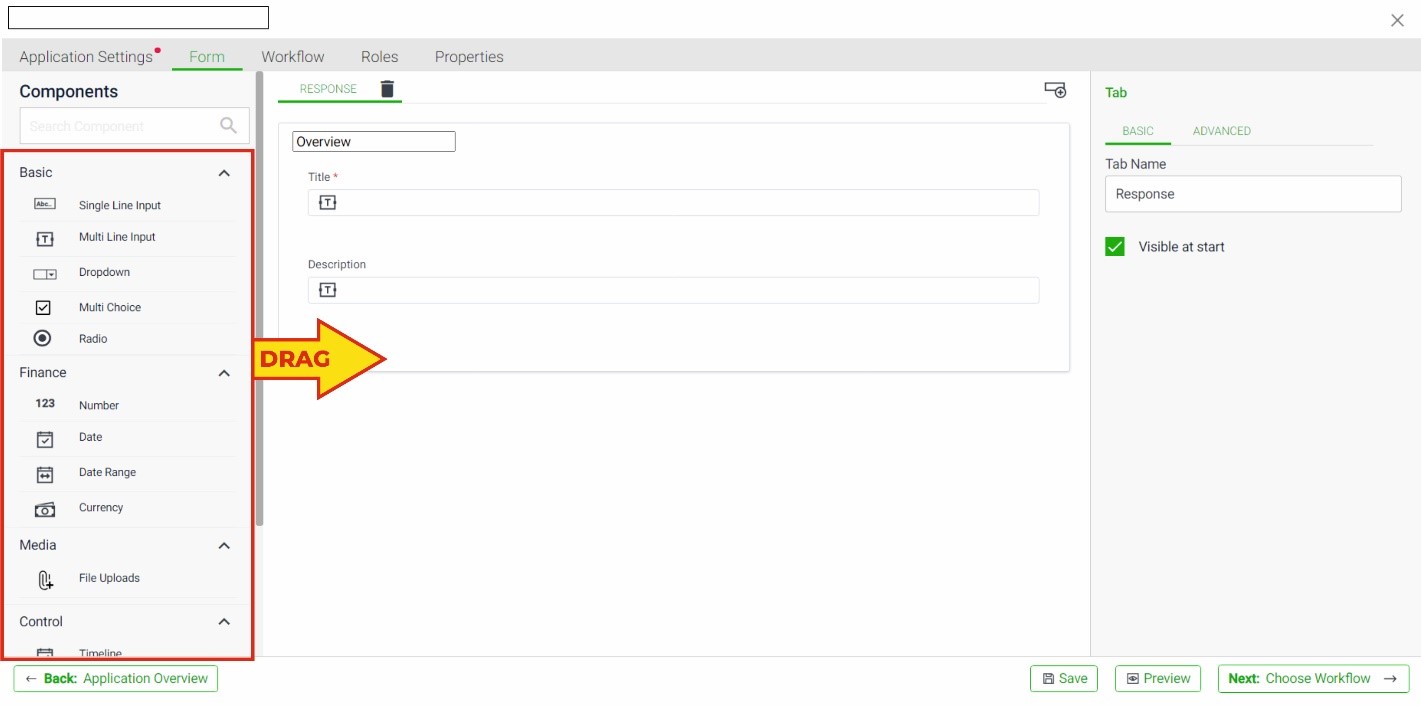 Application Settings Form Workflow Roles Properties
Components
Search Component
Basic
Abc..
Single Line Input
T
Multi Line Input
Dropdown
Multi Choice
Radio
Finance
123
Number
Date
Date Range
Currency
Media
File Uploads
Control
Timeline
DRAG
RESPONSE
Overview
Title *
T
Description
T
Tab
BASIC ADVANCED
Tab Name
Response
Visible at start
← Back: Application Overview
Save
Preview
Next: Choose Workflow →